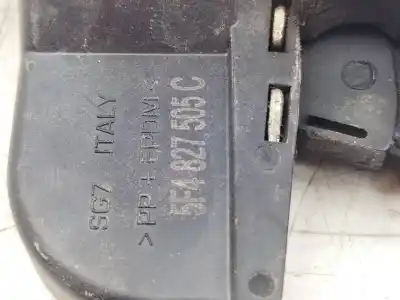 SG7 ITALY
> PP + EPDM <
5F4 827 505 C